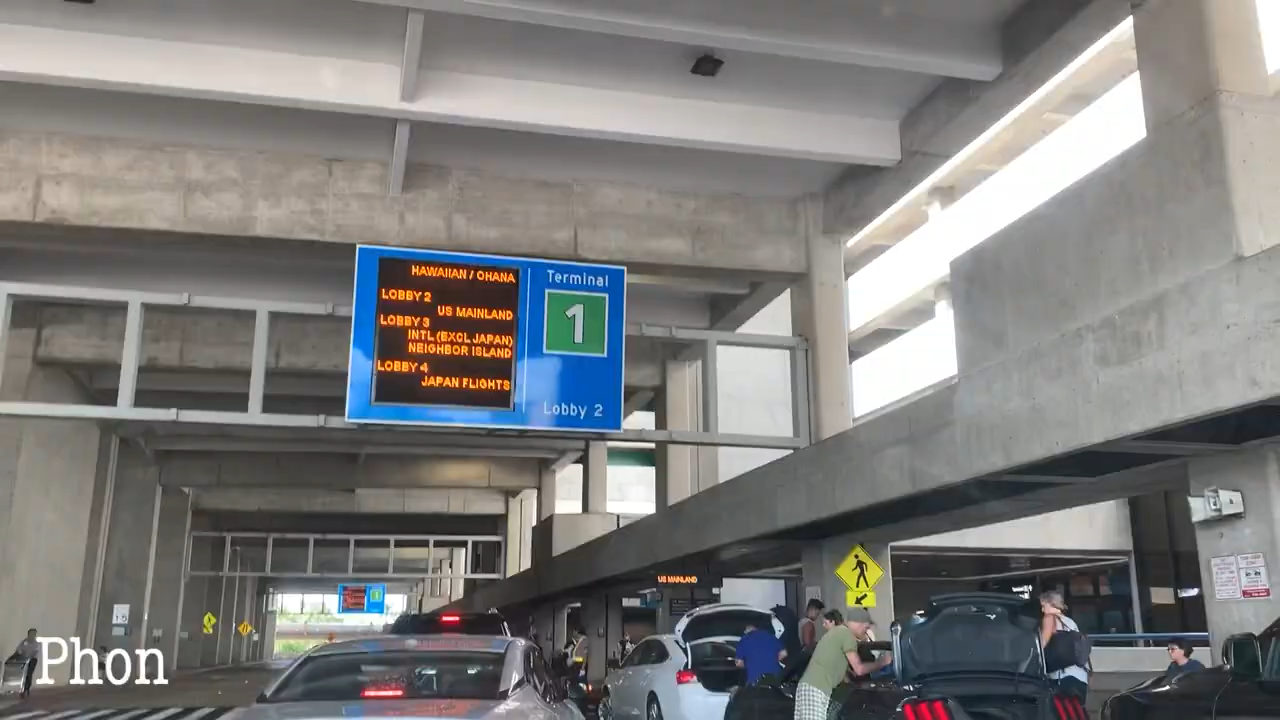 HAWAIIAN / OHANA
LOBBY 2
US MAINLAND
LOBBY 3
INTL (EXCL JAPAN)
NEIGHBOR ISLAND
LOBBY 4
JAPAN FLIGHTS
Terminal
1
Lobby 2
US MAINLAND
Phon